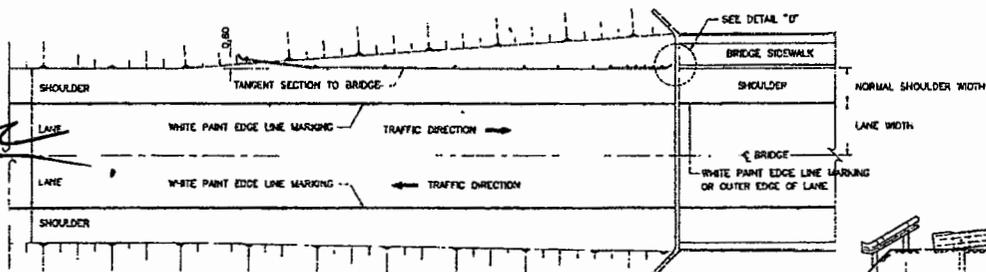 SEE DETAIL "D"
0.60
BRIDGE SIDEWALK
SHOULDER
TANGENT SECTION TO BRIDGE
SHOULDER
NORMAL SHOULDER WIDTH
LANE
WHITE PAINT EDGE LINE MARKING
TRAFFIC DIRECTION
LANE WIDTH
℄ BRIDGE
LANE
WHITE PAINT EDGE LINE MARKING
TRAFFIC DIRECTION
WHITE PAINT EDGE LINE MARKING
OR OUTER EDGE OF LANE
SHOULDER